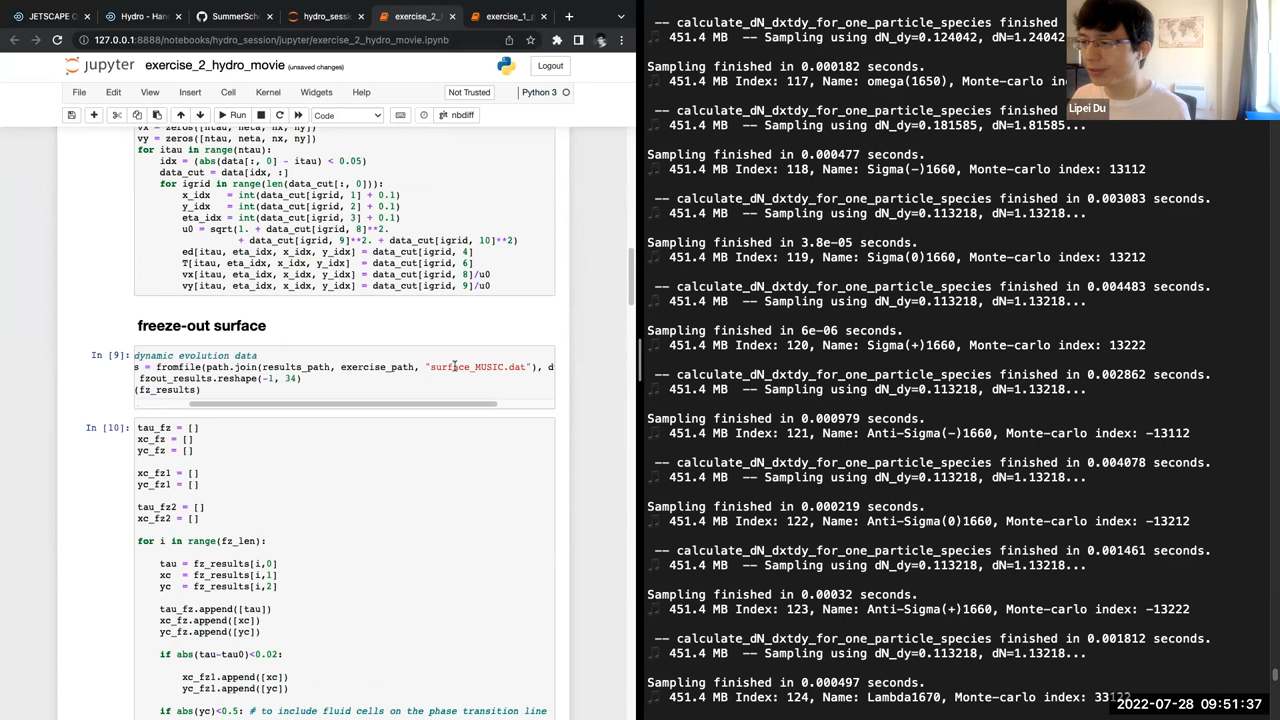 JETSCAPE C
Hydro - Han
SummerSch
hydro_sessi
exercise_2_
exercise_1_p
127.0.0.1:8888/notebooks/hydro_session/jupyter/exercise_2_hydro_movie.ipynb
jupyter exercise_2_hydro_movie (unsaved changes)
Logout
File Edit View Insert Cell Kernel Widgets Help Not Trusted Python 3
Run Code nbdiff
vx = zeros([ntau, neta, nx, ny])
vy = zeros([ntau, neta, nx, ny])
for itau in range(ntau):
idx = (abs(data[:, 0] - itau) < 0.05)
data_cut = data[idx, :]
for igrid in range(len(data_cut[:, 0])):
x_idx = int(data_cut[igrid, 1] + 0.1)
y_idx = int(data_cut[igrid, 2] + 0.1)
eta_idx = int(data_cut[igrid, 3] + 0.1)
u0 = sqrt(1. + data_cut[igrid, 8]**2.
+ data_cut[igrid, 9]**2. + data_cut[igrid, 10]**2)
ed[itau, eta_idx, x_idx, y_idx] = data_cut[igrid, 4]
T[itau, eta_idx, x_idx, y_idx] = data_cut[igrid, 6]
vx[itau, eta_idx, x_idx, y_idx] = data_cut[igrid, 8]/u0
vy[itau, eta_idx, x_idx, y_idx] = data_cut[igrid, 9]/u0
freeze-out surface
In [9]:
dynamic evolution data
s = fromfile(path.join(results_path, exercise_path, "surface_MUSIC.dat"), d
fzout_results.reshape(-1, 34)
(fz_results)
In [10]:
tau_fz = []
xc_fz = []
yc_fz = []
xc_fz1 = []
yc_fz1 = []
tau_fz2 = []
xc_fz2 = []
for i in range(fz_len):
tau = fz_results[i,0]
xc = fz_results[i,1]
yc = fz_results[i,2]
tau_fz.append([tau])
xc_fz.append([xc])
yc_fz.append([yc])
if abs(tau-tau0)<0.02:
xc_fz1.append([xc])
yc_fz1.append([yc])
if abs(yc)<0.5: # to include fluid cells on the phase transition line
-- calculate_dN_dxtdy_for_one_particle_species finished
451.4 MB -- Sampling using dN_dy=0.124042, dN=1.24042
Sampling finished in 0.000182 seconds.
451.4 MB Index: 117, Name: omega(1650), Monte-car
-- calculate_dN_dxtdy_for_one_particle_species finished
451.4 MB -- Sampling using dN_dy=0.181585, dN=1.81585..
Sampling finished in 0.000477 seconds.
451.4 MB Index: 118, Name: Sigma(-)1660, Monte-carlo index: 13112
-- calculate_dN_dxtdy_for_one_particle_species finished in 0.003083 seconds.
451.4 MB -- Sampling using dN_dy=0.113218, dN=1.13218...
Sampling finished in 3.8e-05 seconds.
451.4 MB Index: 119, Name: Sigma(0)1660, Monte-carlo index: 13212
-- calculate_dN_dxtdy_for_one_particle_species finished in 0.004483 seconds.
451.4 MB -- Sampling using dN_dy=0.113218, dN=1.13218...
Sampling finished in 6e-06 seconds.
451.4 MB Index: 120, Name: Sigma(+)1660, Monte-carlo index: 13222
-- calculate_dN_dxtdy_for_one_particle_species finished in 0.002862 seconds.
451.4 MB -- Sampling using dN_dy=0.113218, dN=1.13218...
Sampling finished in 0.000979 seconds.
451.4 MB Index: 121, Name: Anti-Sigma(-)1660, Monte-carlo index: -13112
-- calculate_dN_dxtdy_for_one_particle_species finished in 0.004078 seconds.
451.4 MB -- Sampling using dN_dy=0.113218, dN=1.13218...
Sampling finished in 0.000219 seconds.
451.4 MB Index: 122, Name: Anti-Sigma(0)1660, Monte-carlo index: -13212
-- calculate_dN_dxtdy_for_one_particle_species finished in 0.001461 seconds.
451.4 MB -- Sampling using dN_dy=0.113218, dN=1.13218...
Sampling finished in 0.00032 seconds.
451.4 MB Index: 123, Name: Anti-Sigma(+)1660, Monte-carlo index: -13222
-- calculate_dN_dxtdy_for_one_particle_species finished in 0.001812 seconds.
451.4 MB -- Sampling using dN_dy=0.113218, dN=1.13218...
Sampling finished in 0.000497 seconds.
451.4 MB Index: 124, Name: Lambda1670, Monte-carlo index: 33122
Lipei Du
2022-07-28 09:51:37